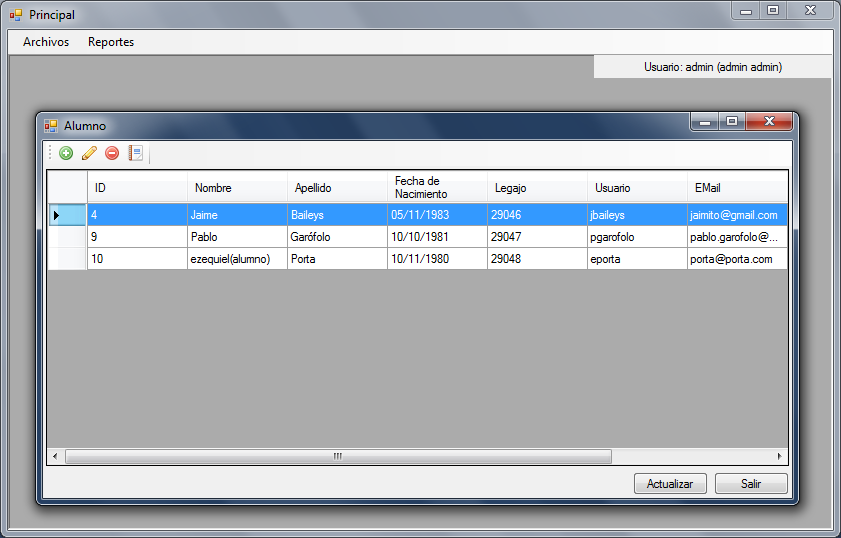 Principal
Archivos Reportes
Usuario: admin (admin admin)
Alumno
ID Nombre Apellido Fecha de Nacimiento Legajo Usuario EMail
4 Jaime Baileys 05/11/1983 29046 jbaileys jaimito@gmail.com
9 Pablo Garófolo 10/10/1981 29047 pgarofolo pablo.garofolo@...
10 ezequiel(alumno) Porta 10/11/1980 29048 eporta porta@porta.com
Actualizar Salir